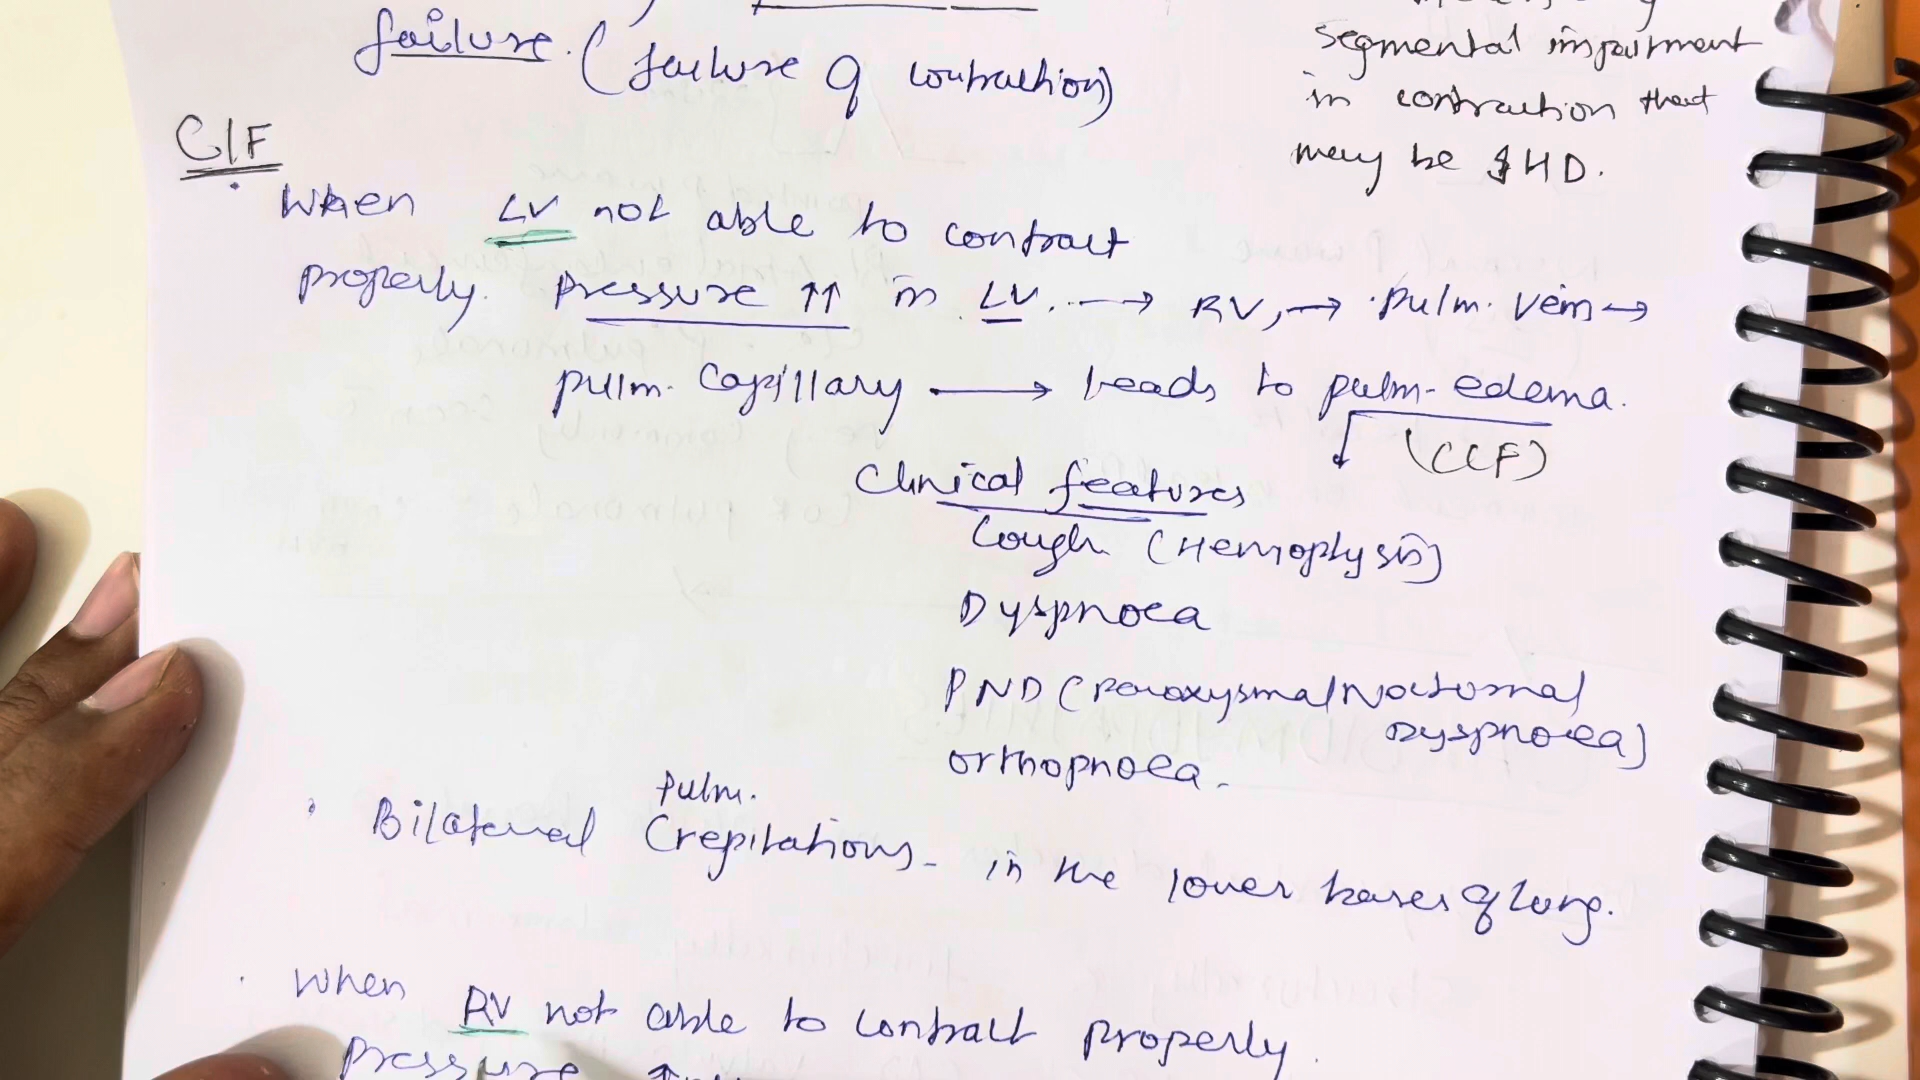 failure. (failure of contraction)
segmental impairment
in contraction that
may be IHD.
C/F
When LV not able to contract
properly. Pressure ↑↑ in LV. → RV, → pulm. vein →
pulm. capillary → leads to pulm-edema.
(CCF)
Clinical features
Cough (Hemoptysis)
Dyspnoea
PND (Paroxysmal Nocturnal
Dyspnoea)
Orthopnoea.
pulm.
Bilateral Crepitations - in the lower bases of lung.
When RV not able to contract properly.
Pressure